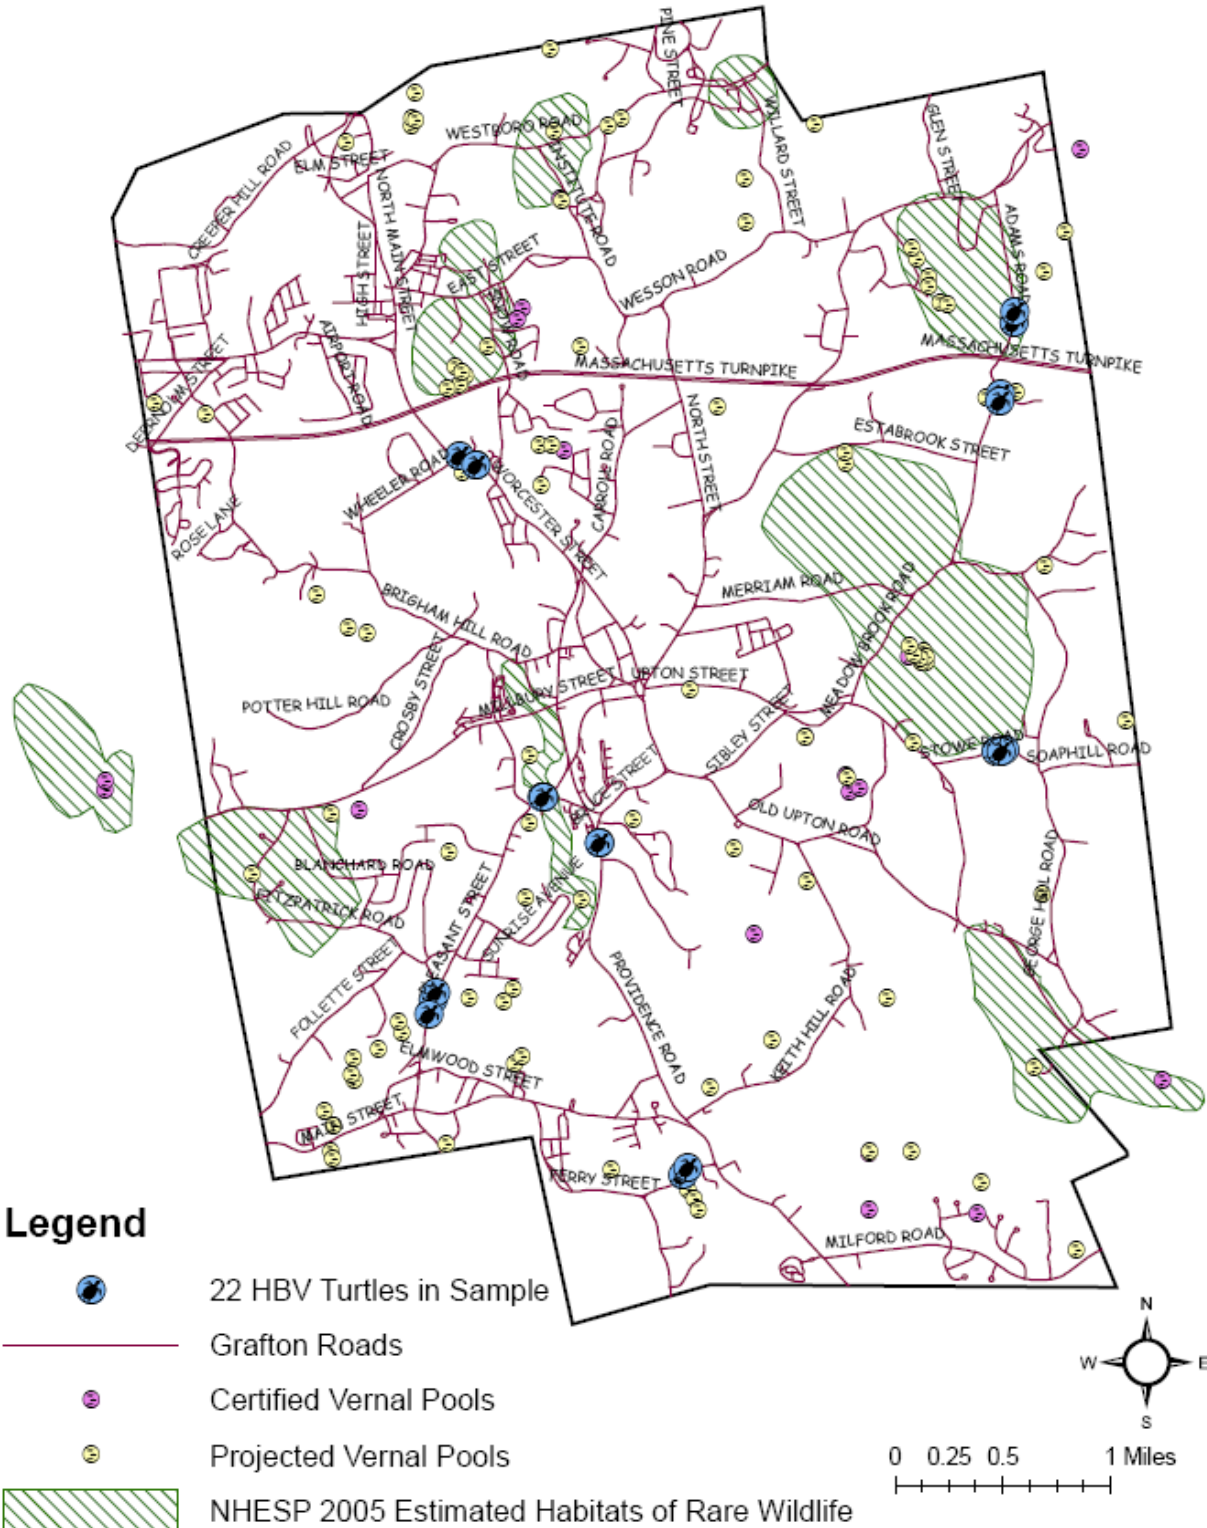 PINE STREET
WILLARD STREET
GLEN STREET
WESTBORO ROAD
ELM STREET
CREEPER HILL ROAD
INSTITUTE ROAD
NORTH MAIN STREET
HIGH STREET
ADAMS ROAD
EAST STREET
WESSON ROAD
AIRPORT ROAD
MASSACHUSETTS TURNPIKE
MASSACHUSETTS TURNPIKE
ROAD
STREET
NORTH STREET
ESTABROOK STREET
CARROLL ROAD
WHEELER ROAD
WORCESTER STREET
ROSE LANE
BRIGHAM HILL ROAD
MERRIAM ROAD
MEADOW BROOK ROAD
CROSBY STREET
UPTON STREET
MILLBURY STREET
POTTER HILL ROAD
SIBLEY STREET
STOWE ROAD
SOAPHILL ROAD
STREET
OLD UPTON ROAD
BLANCHARD ROAD
FITZPATRICK ROAD
GEORGE HILL ROAD
SUNRISE AVENUE
PLEASANT STREET
FOLLETTE STREET
PROVIDENCE ROAD
KEITH HILL ROAD
ELMWOOD STREET
MAIN STREET
FERRY STREET
MILFORD ROAD
Legend
22 HBV Turtles in Sample
Grafton Roads
Certified Vernal Pools
Projected Vernal Pools
NHESP 2005 Estimated Habitats of Rare Wildlife
N
W E
S
0 0.25 0.5 1 Miles